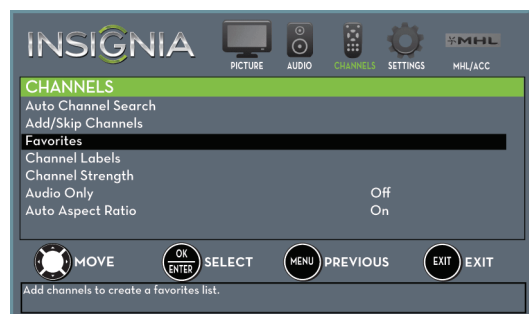 INSIGNIA
PICTURE AUDIO CHANNELS SETTINGS MHL MHL/ACC
CHANNELS
Auto Channel Search
Add/Skip Channels
Favorites
Channel Labels
Channel Strength
Audio Only Off
Auto Aspect Ratio On
MOVE OK ENTER SELECT MENU PREVIOUS EXIT EXIT
Add channels to create a favorites list.